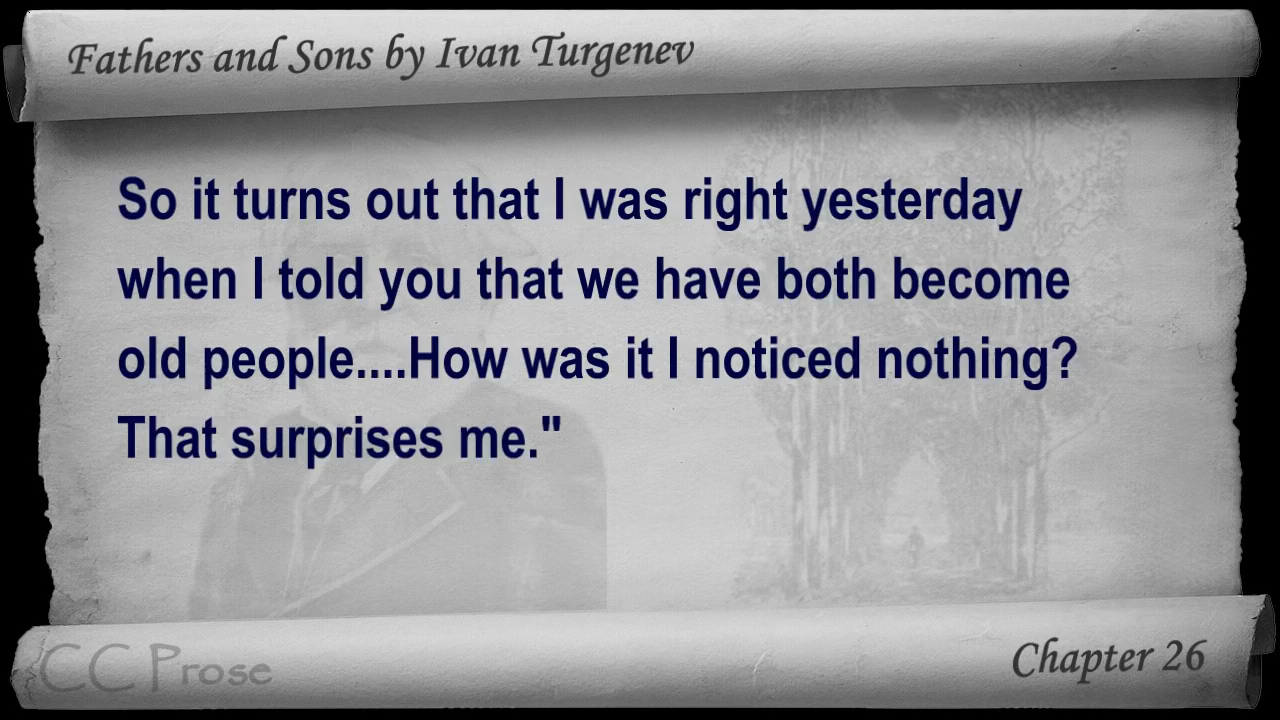 Fathers and Sons by Ivan Turgenev
So it turns out that I was right yesterday
when I told you that we have both become
old people....How was it I noticed nothing?
That surprises me."
CC Prose
Chapter 26